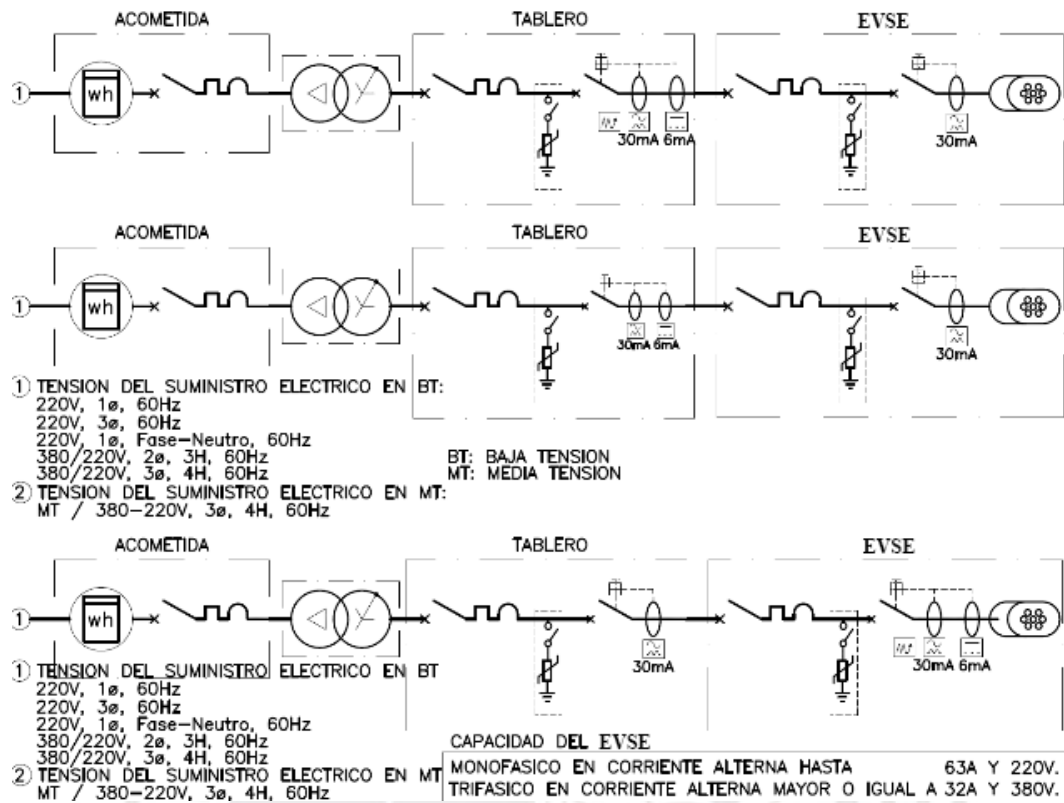 ACOMETIDA TABLERO EVSE
1 wh
30mA 6mA 30mA
ACOMETIDA TABLERO EVSE
1 wh
30mA 6mA 30mA
① TENSION DEL SUMINISTRO ELECTRICO EN BT:
220V, 1ø, 60Hz
220V, 3ø, 60Hz
220V, 1ø, Fase-Neutro, 60Hz
380/220V, 2ø, 3H, 60Hz BT: BAJA TENSION
380/220V, 3ø, 4H, 60Hz MT: MEDIA TENSION
② TENSION DEL SUMINISTRO ELECTRICO EN MT:
MT / 380-220V, 3ø, 4H, 60Hz
ACOMETIDA TABLERO EVSE
1 wh
30mA 30mA 6mA
① TENSION DEL SUMINISTRO ELECTRICO EN BT
220V, 1ø, 60Hz
220V, 3ø, 60Hz
220V, 1ø, Fase-Neutro, 60Hz
380/220V, 2ø, 3H, 60Hz
380/220V, 3ø, 4H, 60Hz
② TENSION DEL SUMINISTRO ELECTRICO EN MT
MT / 380-220V, 3ø, 4H, 60Hz
CAPACIDAD DEL EVSE
MONOFASICO EN CORRIENTE ALTERNA HASTA 63A Y 220V.
TRIFASICO EN CORRIENTE ALTERNA MAYOR O IGUAL A 32A Y 380V.